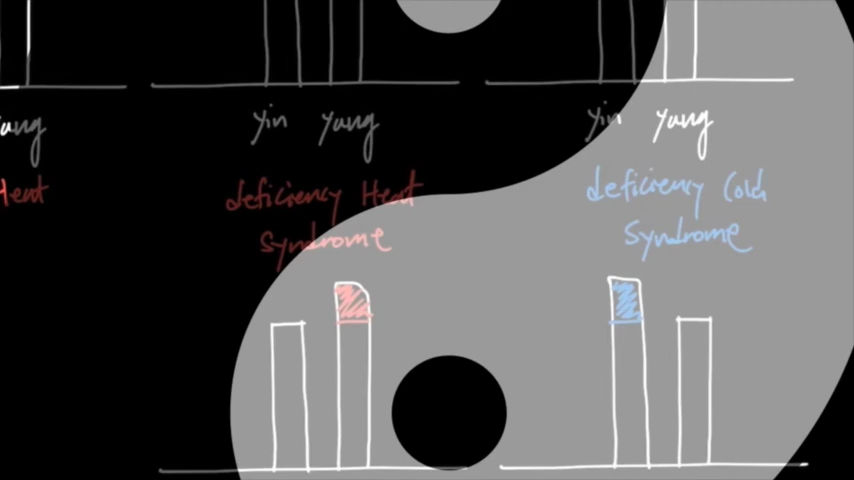 yin yang yin yang
deficiency Heat deficiency Cold
Syndrome Syndrome